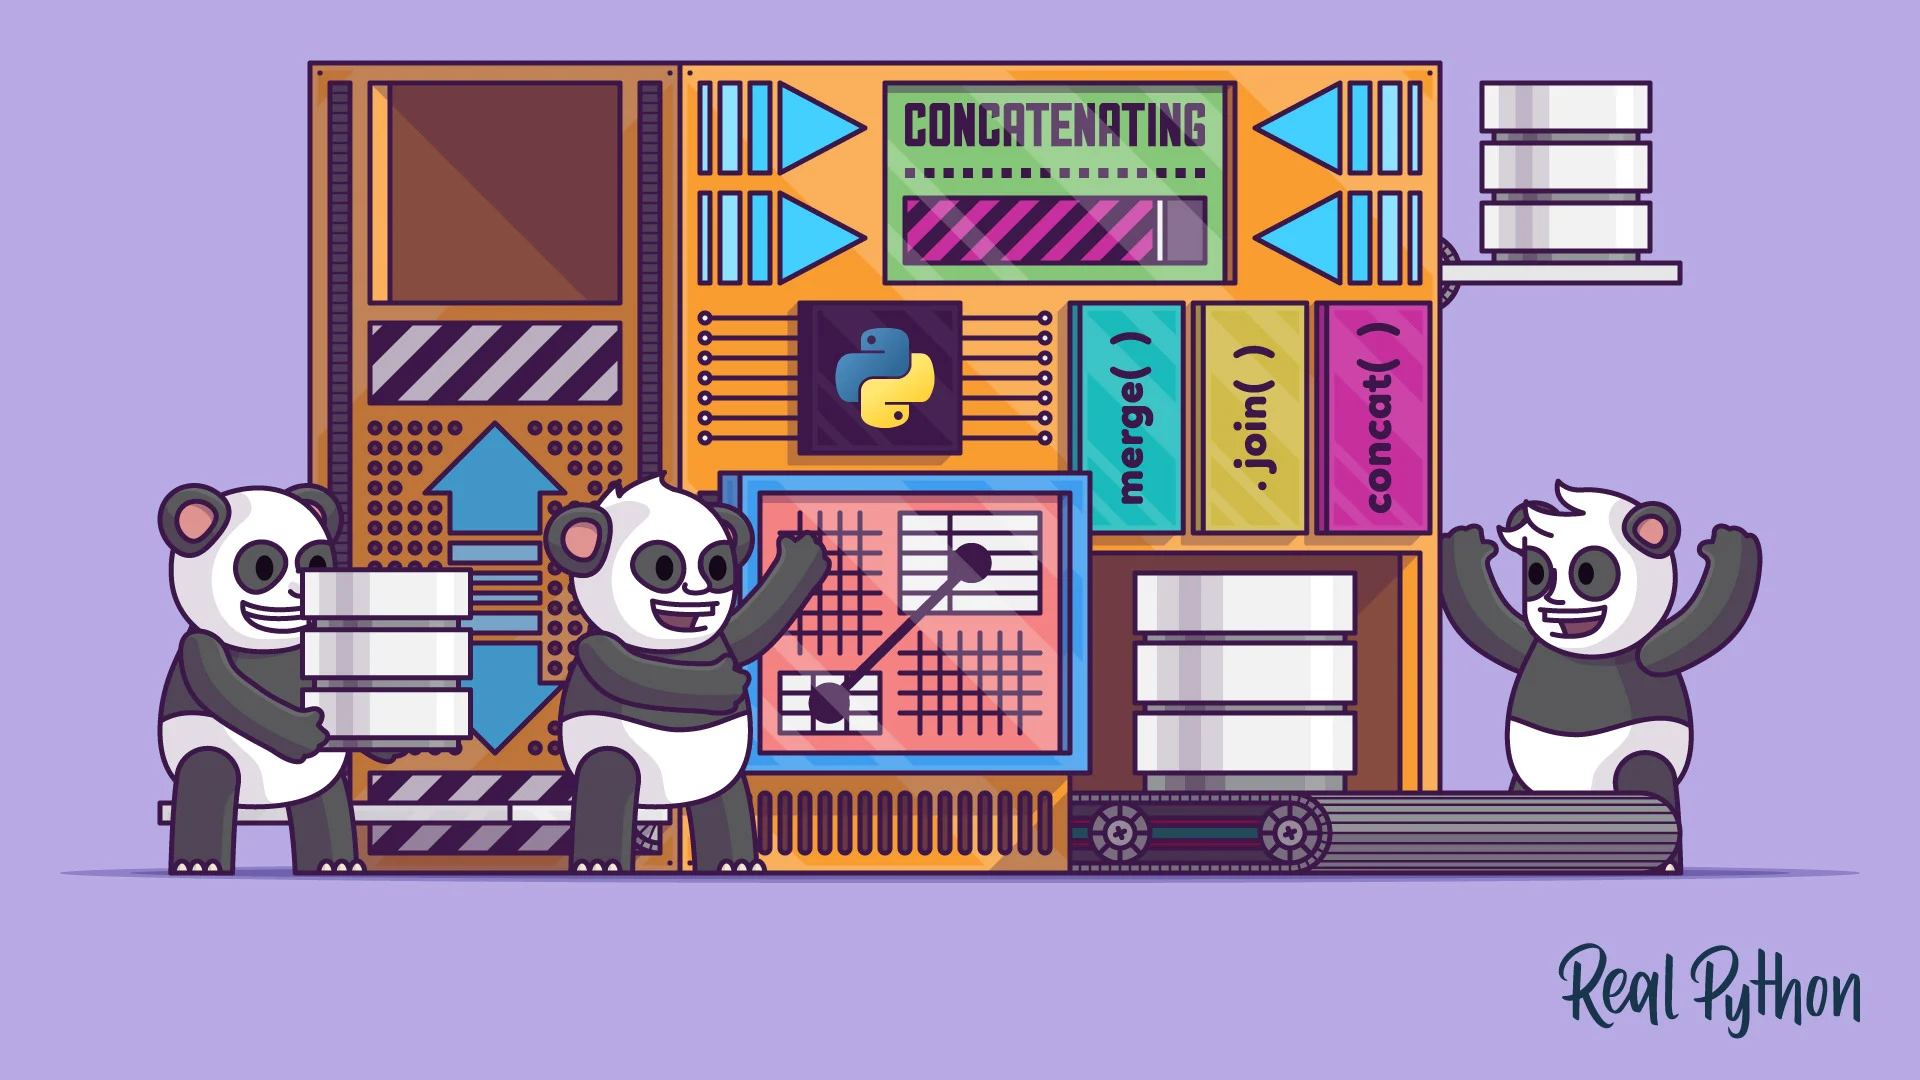 CONCATENATING
merge( )
.join( )
concat( )
Real Python